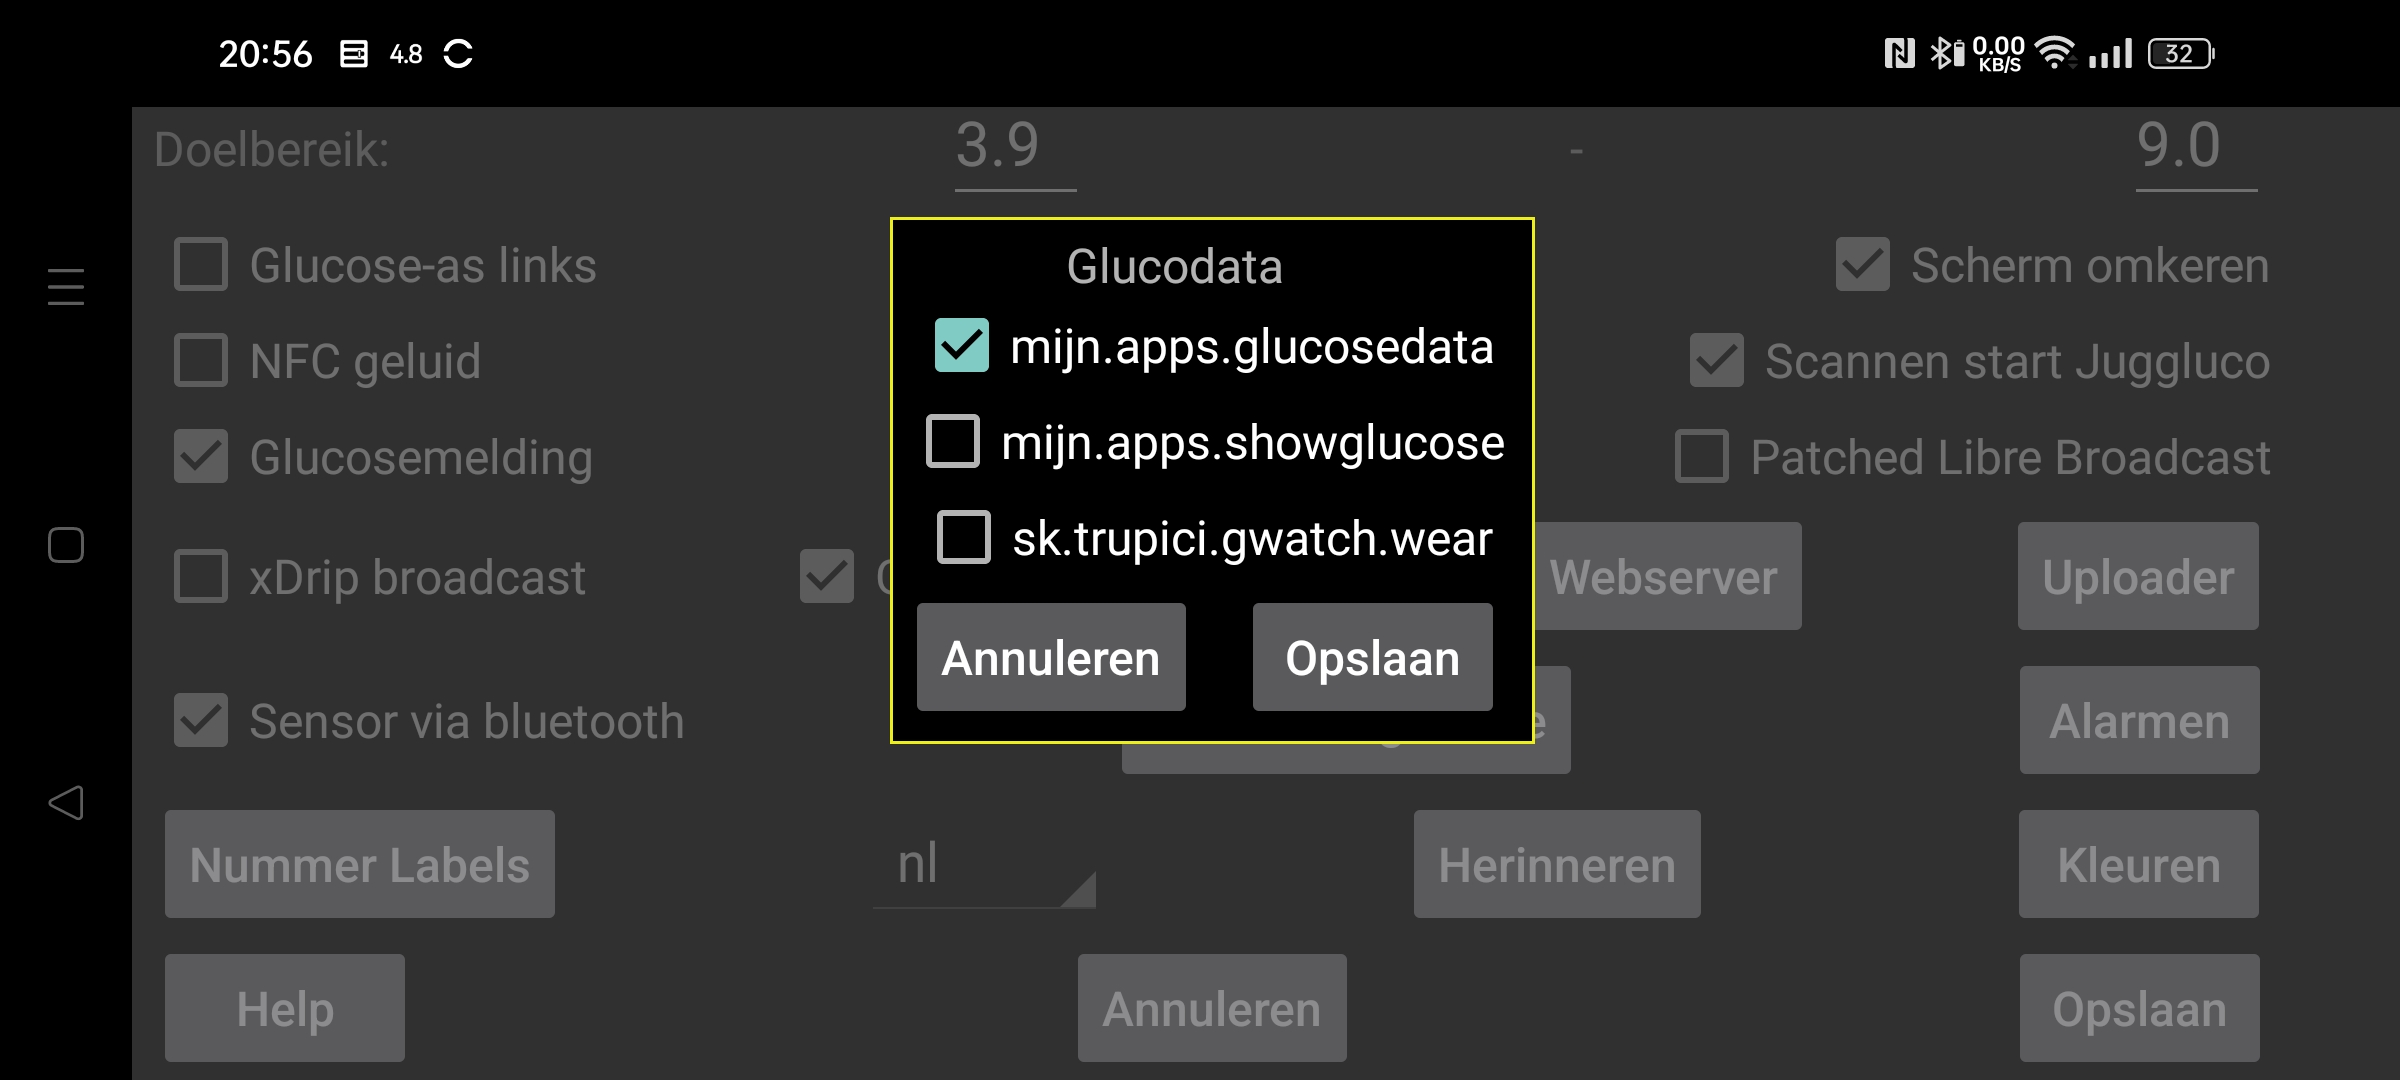 20:56 4.8 0.00 KB/S 32
Doelbereik: 3.9 - 9.0
Glucodata
Glucose-as links Scherm omkeren
mijn.apps.glucosedata
NFC geluid Scannen start Juggluco
mijn.apps.showglucose
Glucosemelding Patched Libre Broadcast
sk.trupici.gwatch.wear
xDrip broadcast Webserver Uploader
Annuleren Opslaan
Sensor via bluetooth Alarmen
Nummer Labels nl Herinneren Kleuren
Help Annuleren Opslaan